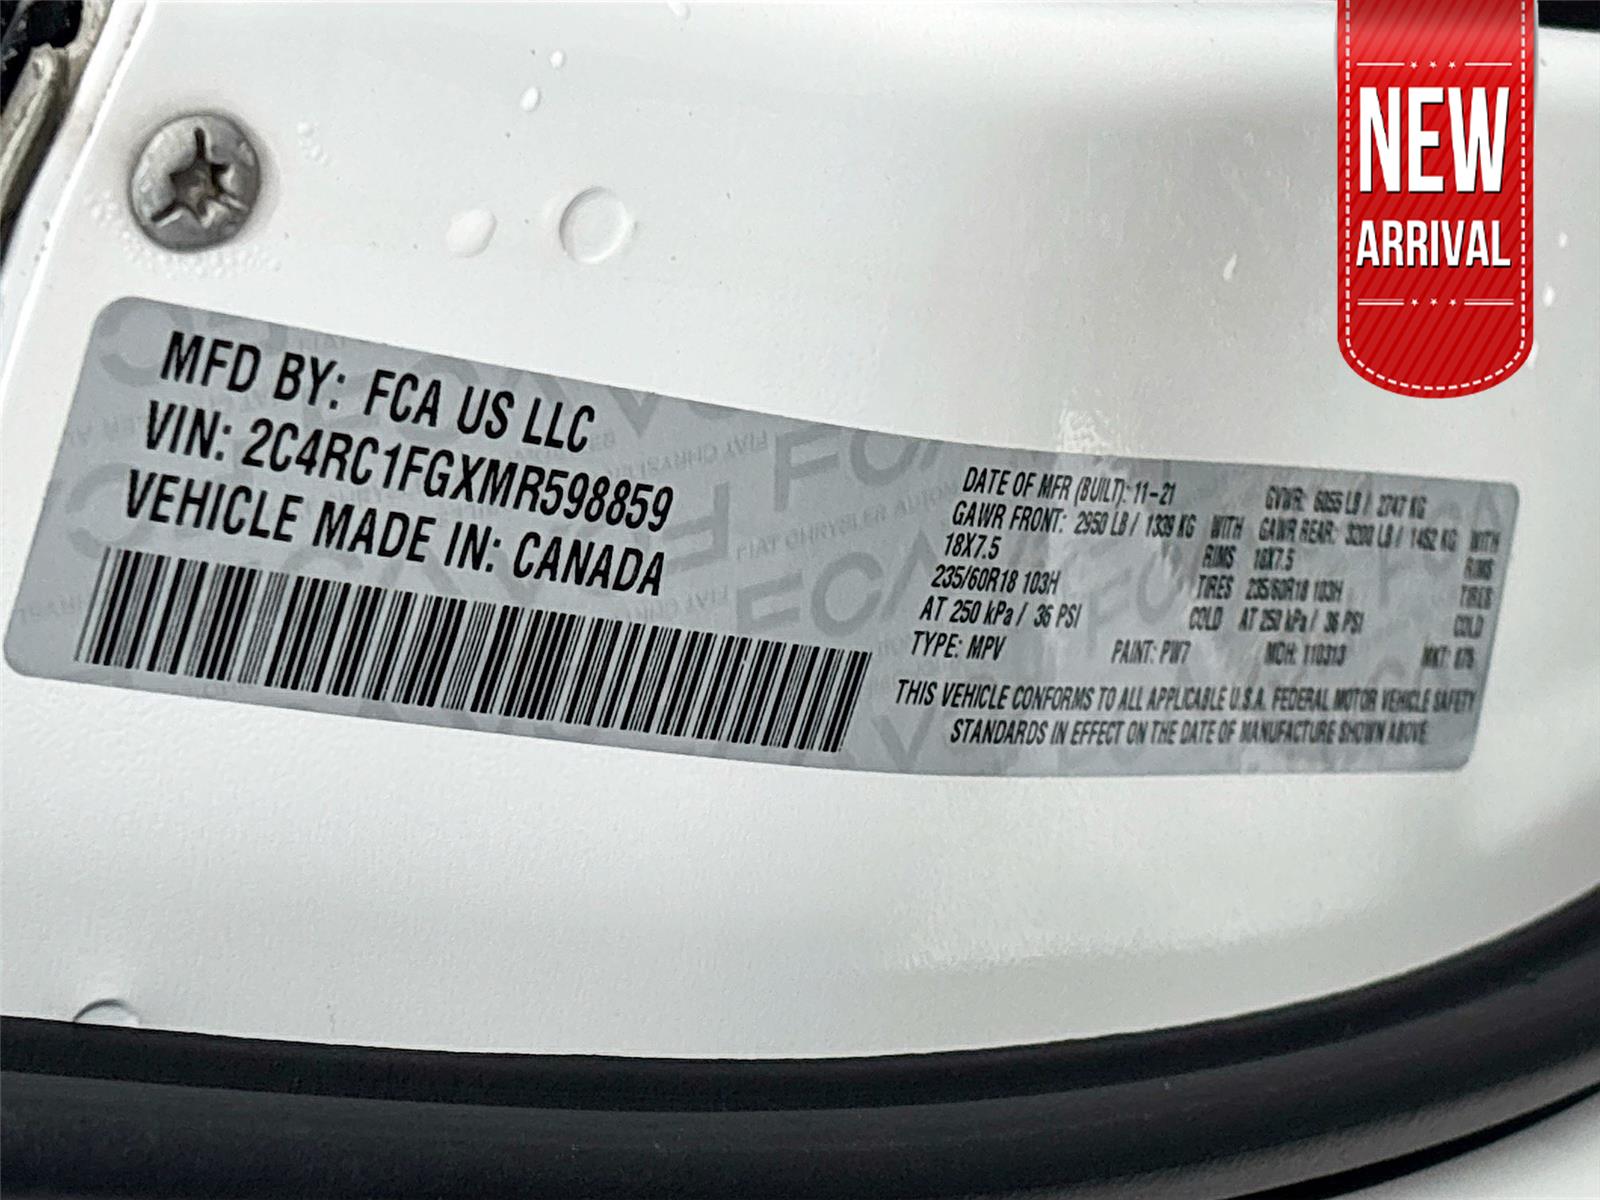 NEW
ARRIVAL
MFD BY: FCA US LLC
VIN: 2C4RC1FGXMR598859
VEHICLE MADE IN: CANADA
DATE OF MFR (BUILT): 11-21 GVWR: 6055 LB / 2747 KG
GAWR FRONT: 2950 LB / 1339 KG WITH GAWR REAR: 3200 LB / 1452 KG WITH
18X7.5 RIMS 18X7.5 RIMS
235/60R18 103H TIRES 235/60R18 103H TIRES
AT 250 kPa / 36 PSI COLD AT 250 kPa / 36 PSI COLD
TYPE: MPV PAINT: PW7 MDH: 110313 MKT:
THIS VEHICLE CONFORMS TO ALL APPLICABLE U.S.A. FEDERAL MOTOR VEHICLE SAFETY
STANDARDS IN EFFECT ON THE DATE OF MANUFACTURE SHOWN ABOVE.